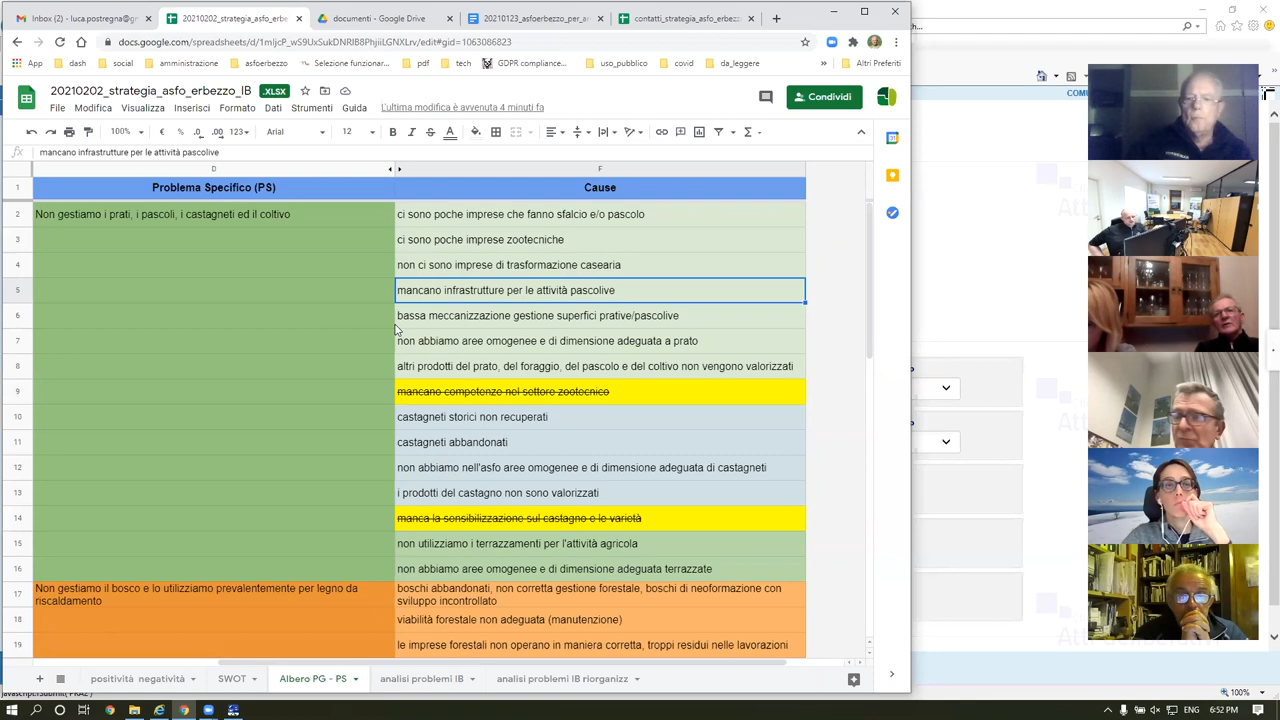 Inbox () - luca.postregna@gr
20210202_strategia_asfo_erbe
documenti - Google Drive
20210123_asfoerbezzo_per_ar
contatti_strategia_asfo_erbezz
docs.google.com/spreadsheets/d/1mIjcP_wS9UxSukDNRIB8PhjiiLGNXLrv/edit#gid=1063086823
App dash social amministrazione asfoerbezzo Selezione funzionar... pdf tech GDPR compliance... uso_pubblico covid da_leggere » Altri Preferiti
20210202_strategia_asfo_erbezzo_IB .XLSX
File Modifica Visualizza Inserisci Formato Dati Strumenti Guida L'ultima modifica è avvenuta 4 minuti fa
Condividi
100% € % .0 .00 123 Arial 12 B I S A
fx mancano infrastrutture per le attività pascolive
D F
1 Problema Specifico (PS) Cause
2 Non gestiamo i prati, i pascoli, i castagneti ed il coltivo ci sono poche imprese che fanno sfalcio e/o pascolo
3 ci sono poche imprese zootecniche
4 non ci sono imprese di trasformazione casearia
5 mancano infrastrutture per le attività pascolive
6 bassa meccanizzazione gestione superfici prative/pascolive
7 non abbiamo aree omogenee e di dimensione adeguata a prato
8 altri prodotti del prato, del foraggio, del pascolo e del coltivo non vengono valorizzati
9 mancano competenze nel settore zootecnico
10 castagneti storici non recuperati
11 castagneti abbandonati
12 non abbiamo nell'asfo aree omogenee e di dimensione adeguata di castagneti
13 i prodotti del castagno non sono valorizzati
14 manca la sensibilizzazione sul castagno e le varietà
15 non utilizziamo i terrazzamenti per l'attività agricola
16 non abbiamo aree omogenee e di dimensione adeguata terrazzate
17 Non gestiamo il bosco e lo utilizziamo prevalentemente per legno da boschi abbandonati, non corretta gestione forestale, boschi di neoformazione con
riscaldamento sviluppo incontrollato
18 viabilità forestale non adeguata (manutenzione)
19 le imprese forestali non operano in maniera corretta, troppi residui nelle lavorazioni
positività negatività SWOT Albero PG - PS analisi problemi IB analisi problemi IB riorganizz
COMU
100%
6:52 PM